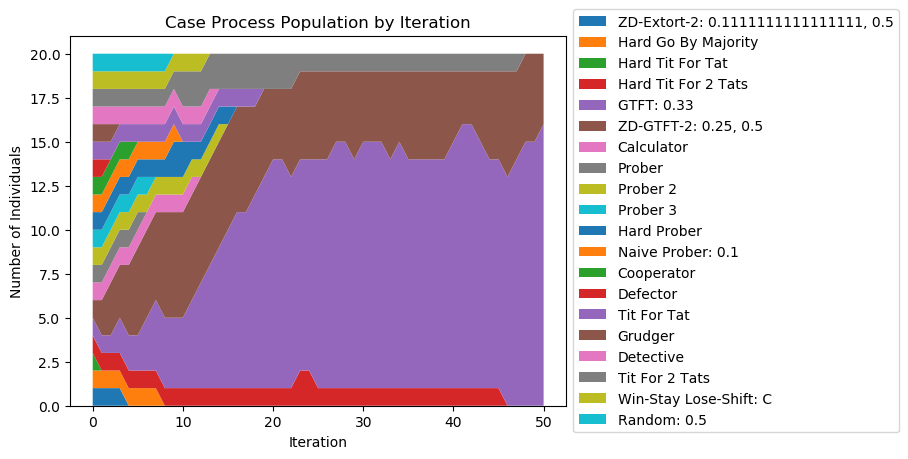 Case Process Population by Iteration
Number of Individuals
20.0
17.5
15.0
12.5
10.0
7.5
5.0
2.5
0.0
0
10
20
30
40
50
Iteration
ZD-Extort-2: 0.1111111111111111, 0.5
Hard Go By Majority
Hard Tit For Tat
Hard Tit For 2 Tats
GTFT: 0.33
ZD-GTFT-2: 0.25, 0.5
Calculator
Prober
Prober 2
Prober 3
Hard Prober
Naive Prober: 0.1
Cooperator
Defector
Tit For Tat
Grudger
Detective
Tit For 2 Tats
Win-Stay Lose-Shift: C
Random: 0.5